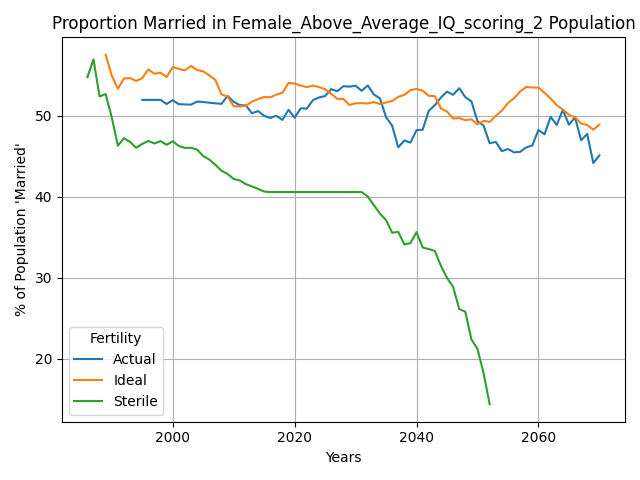 Proportion Married in Female_Above_Average_IQ_scoring_2 Population
% of Population 'Married'
50
40
30
20
Fertility
Actual
Ideal
Sterile
2000 2020 2040 2060
Years